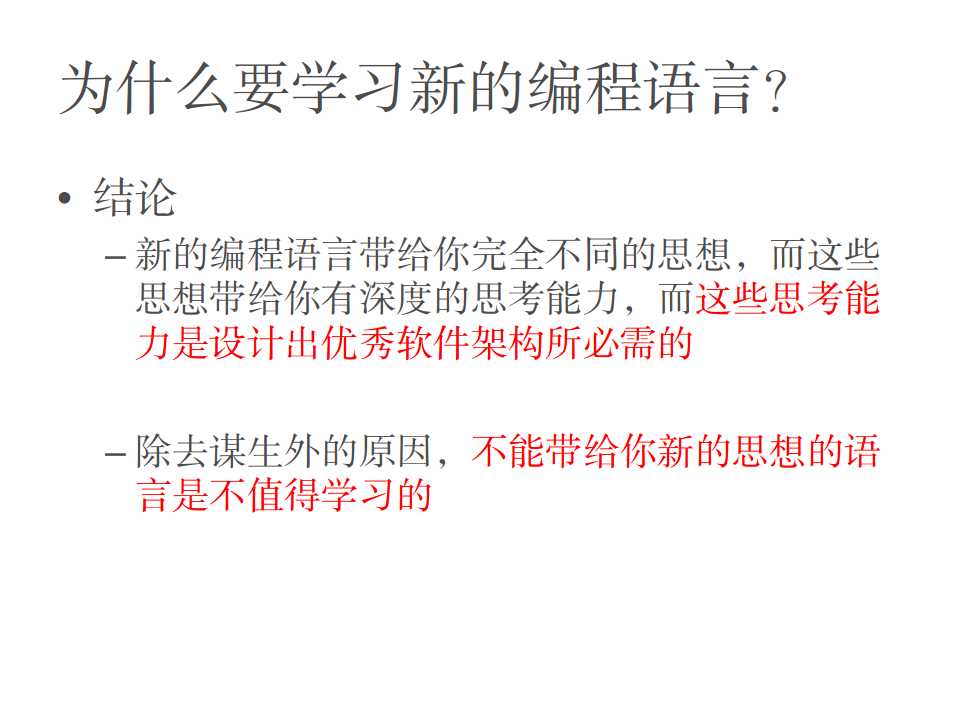 为什么要学习新的编程语言?
• 结论
– 新的编程语言带给你完全不同的思想，而这些
思想带给你有深度的思考能力，而这些思考能
力是设计出优秀软件架构所必需的
– 除去谋生外的原因，不能带给你新的思想的语
言是不值得学习的